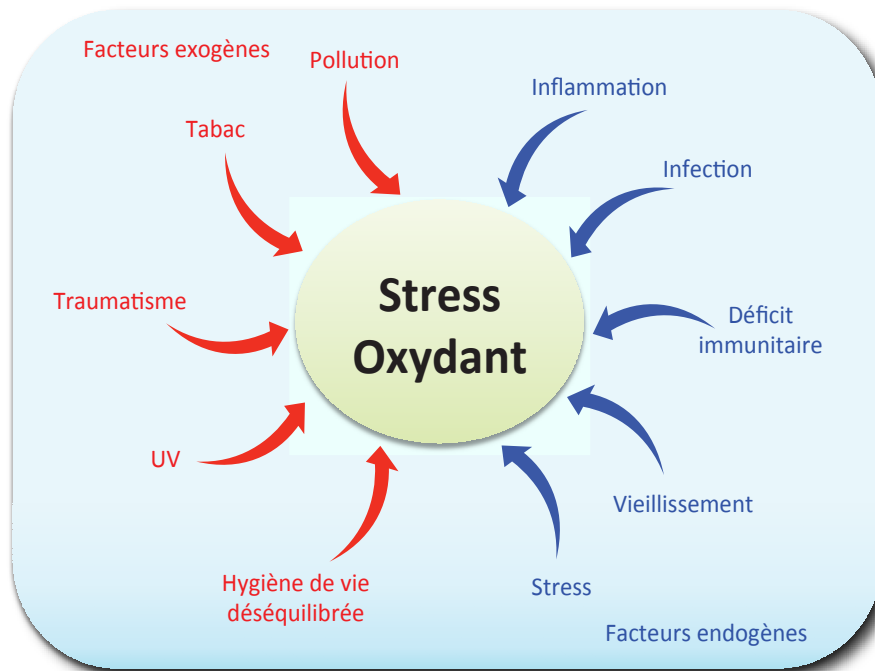 Facteurs exogènes
Pollution
Tabac
Traumatisme
UV
Hygiène de vie
déséquilibrée
Stress
Oxydant
Inflammation
Infection
Déficit
immunitaire
Vieillissement
Stress
Facteurs endogènes